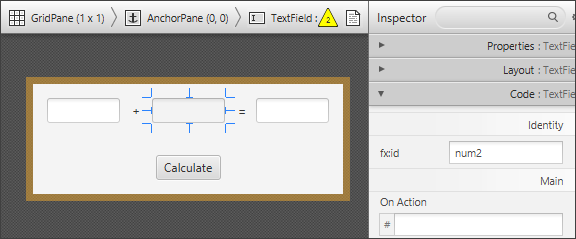 GridPane (1 x 1) AnchorPane (0, 0) TextField : 2
Inspector
Properties : TextFie
Layout : TextFie
Code : TextFie
+ =
Calculate
Identity
fx:id num2
Main
On Action
#